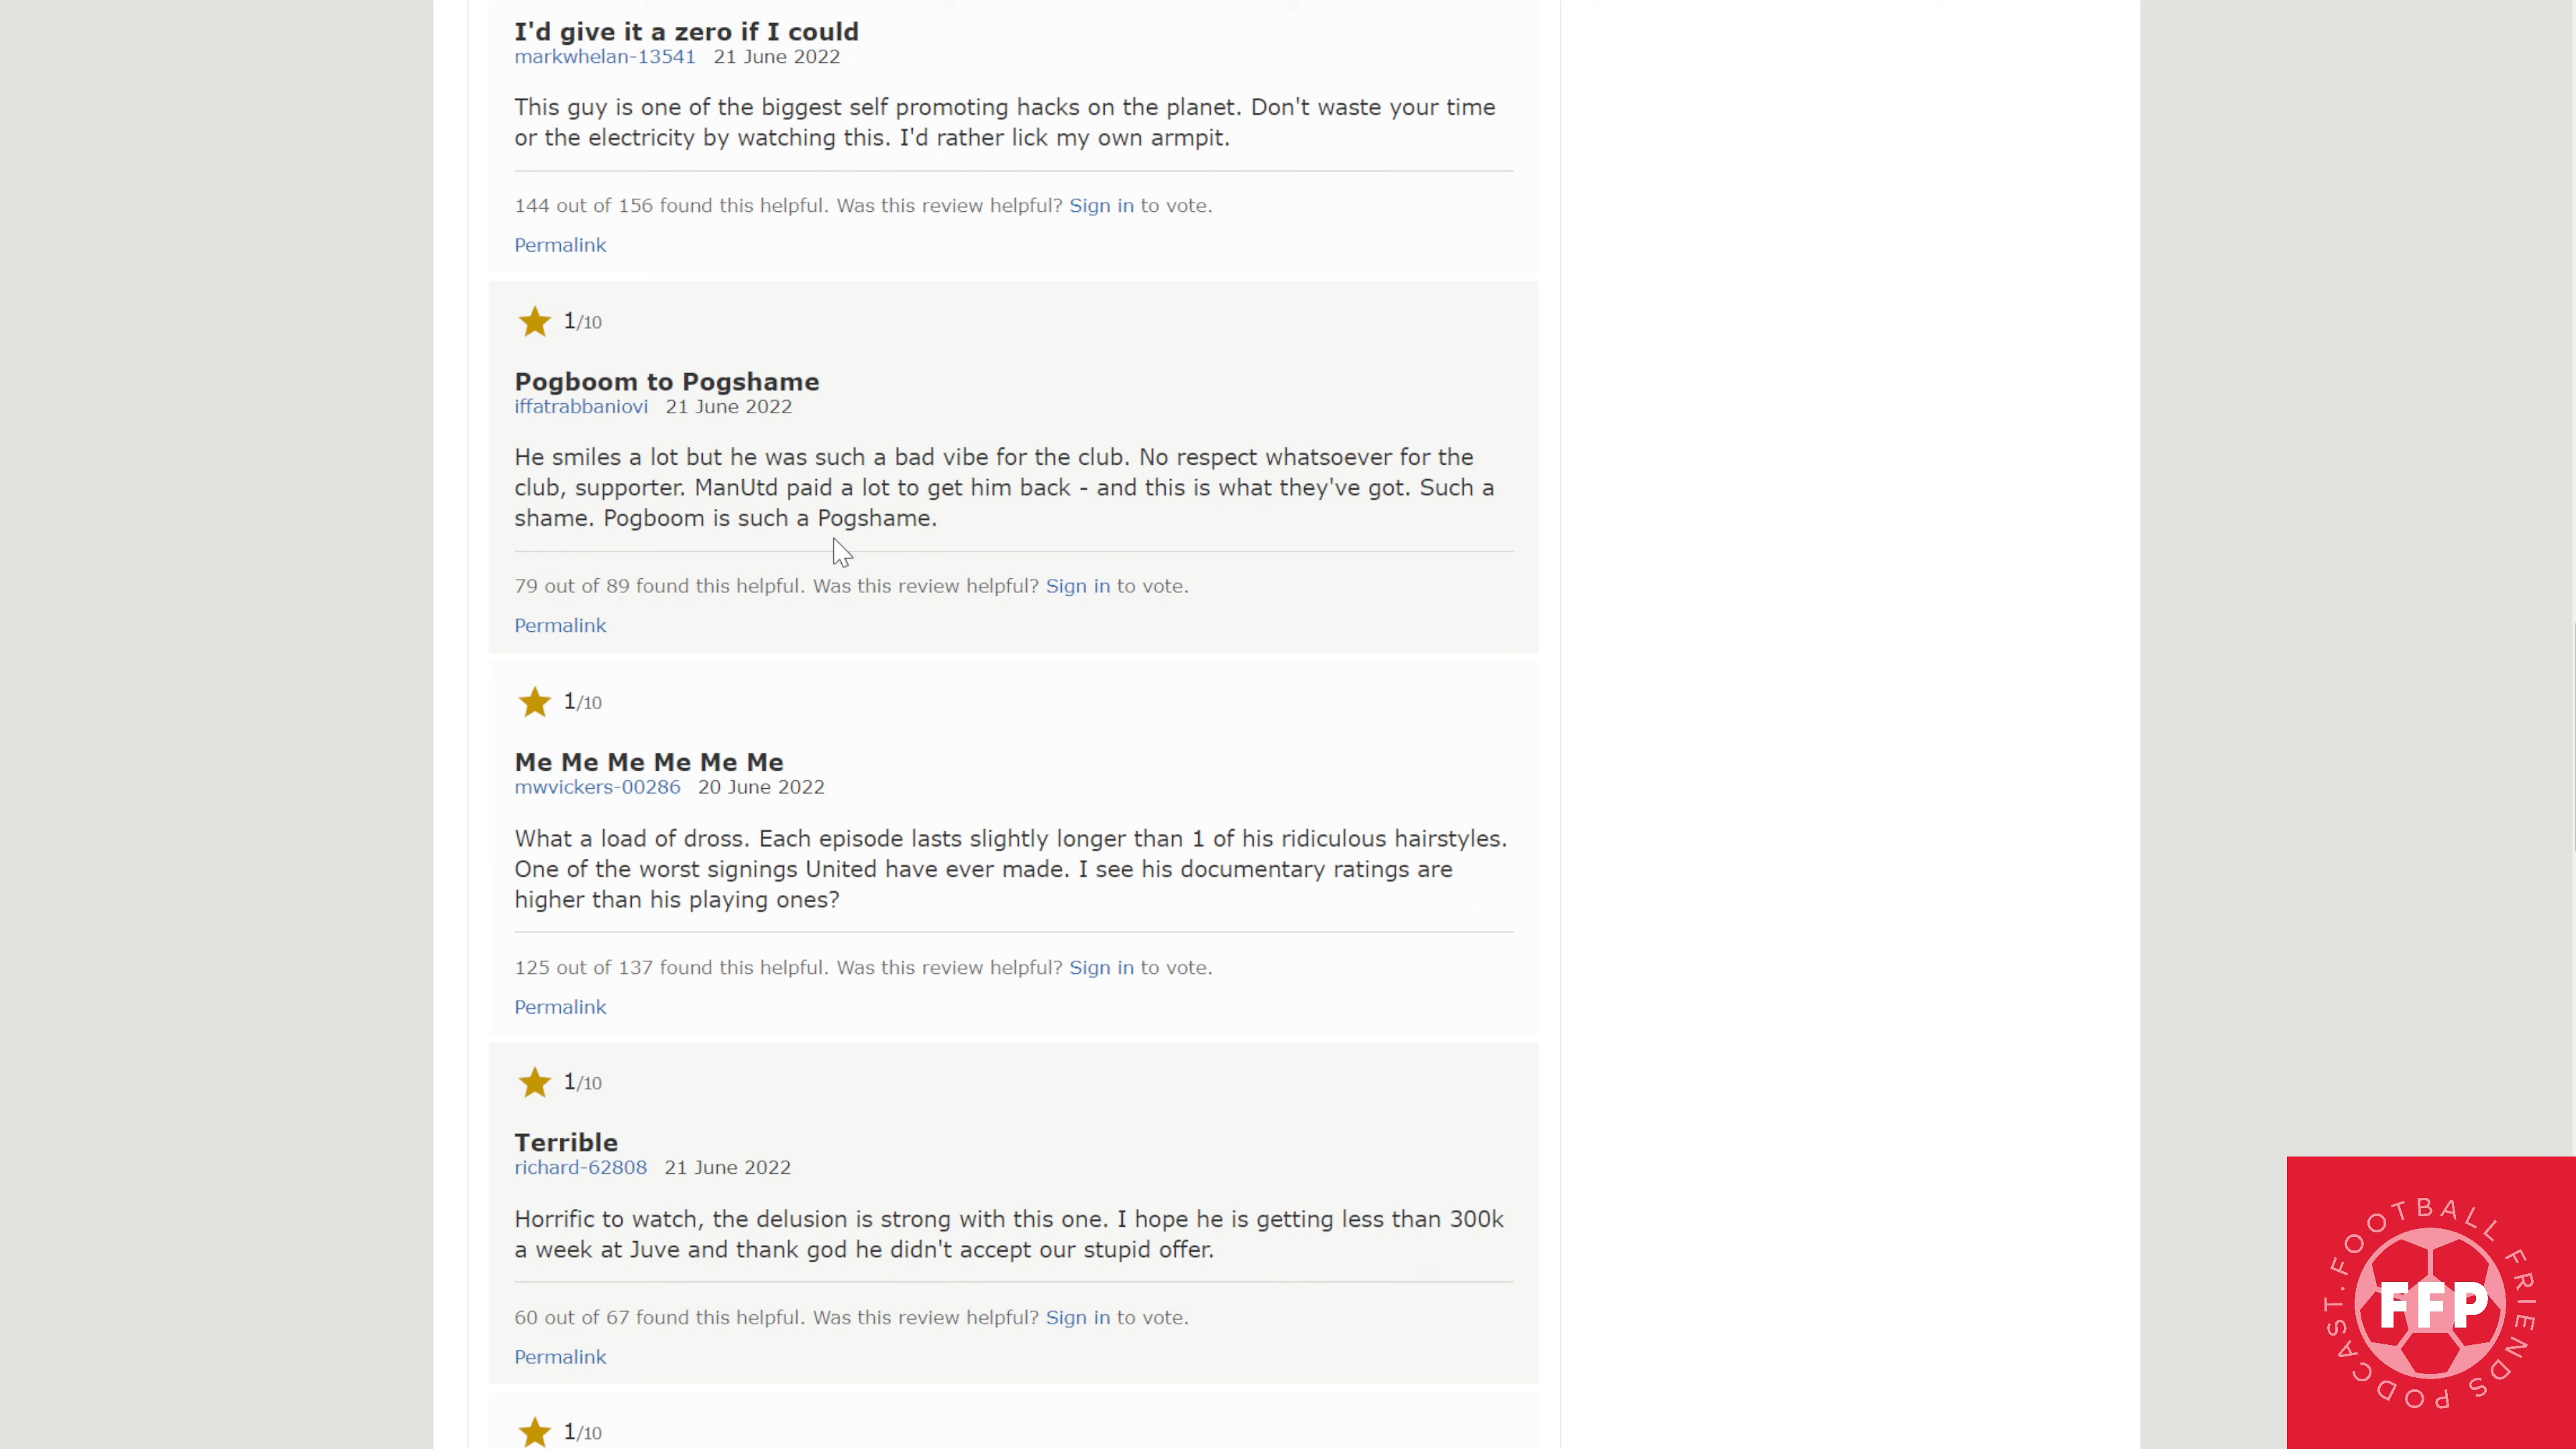 I'd give it a zero if I could
markwhelan-13541 21 June 2022
This guy is one of the biggest self promoting hacks on the planet. Don't waste your time
or the electricity by watching this. I'd rather lick my own armpit.
144 out of 156 found this helpful. Was this review helpful? Sign in to vote.
Permalink
1/10
Pogboom to Pogshame
iffatrabbaniovi 21 June 2022
He smiles a lot but he was such a bad vibe for the club. No respect whatsoever for the
club, supporter. ManUtd paid a lot to get him back - and this is what they've got. Such a
shame. Pogboom is such a Pogshame.
79 out of 89 found this helpful. Was this review helpful? Sign in to vote.
Permalink
1/10
Me Me Me Me Me Me
mwvickers-00286 20 June 2022
What a load of dross. Each episode lasts slightly longer than 1 of his ridiculous hairstyles.
One of the worst signings United have ever made. I see his documentary ratings are
higher than his playing ones?
125 out of 137 found this helpful. Was this review helpful? Sign in to vote.
Permalink
1/10
Terrible
richard-62808 21 June 2022
Horrific to watch, the delusion is strong with this one. I hope he is getting less than 300k
a week at Juve and thank god he didn't accept our stupid offer.
60 out of 67 found this helpful. Was this review helpful? Sign in to vote.
Permalink
1/10
FOOTBALL FRIENDS PODCAST.
FFP